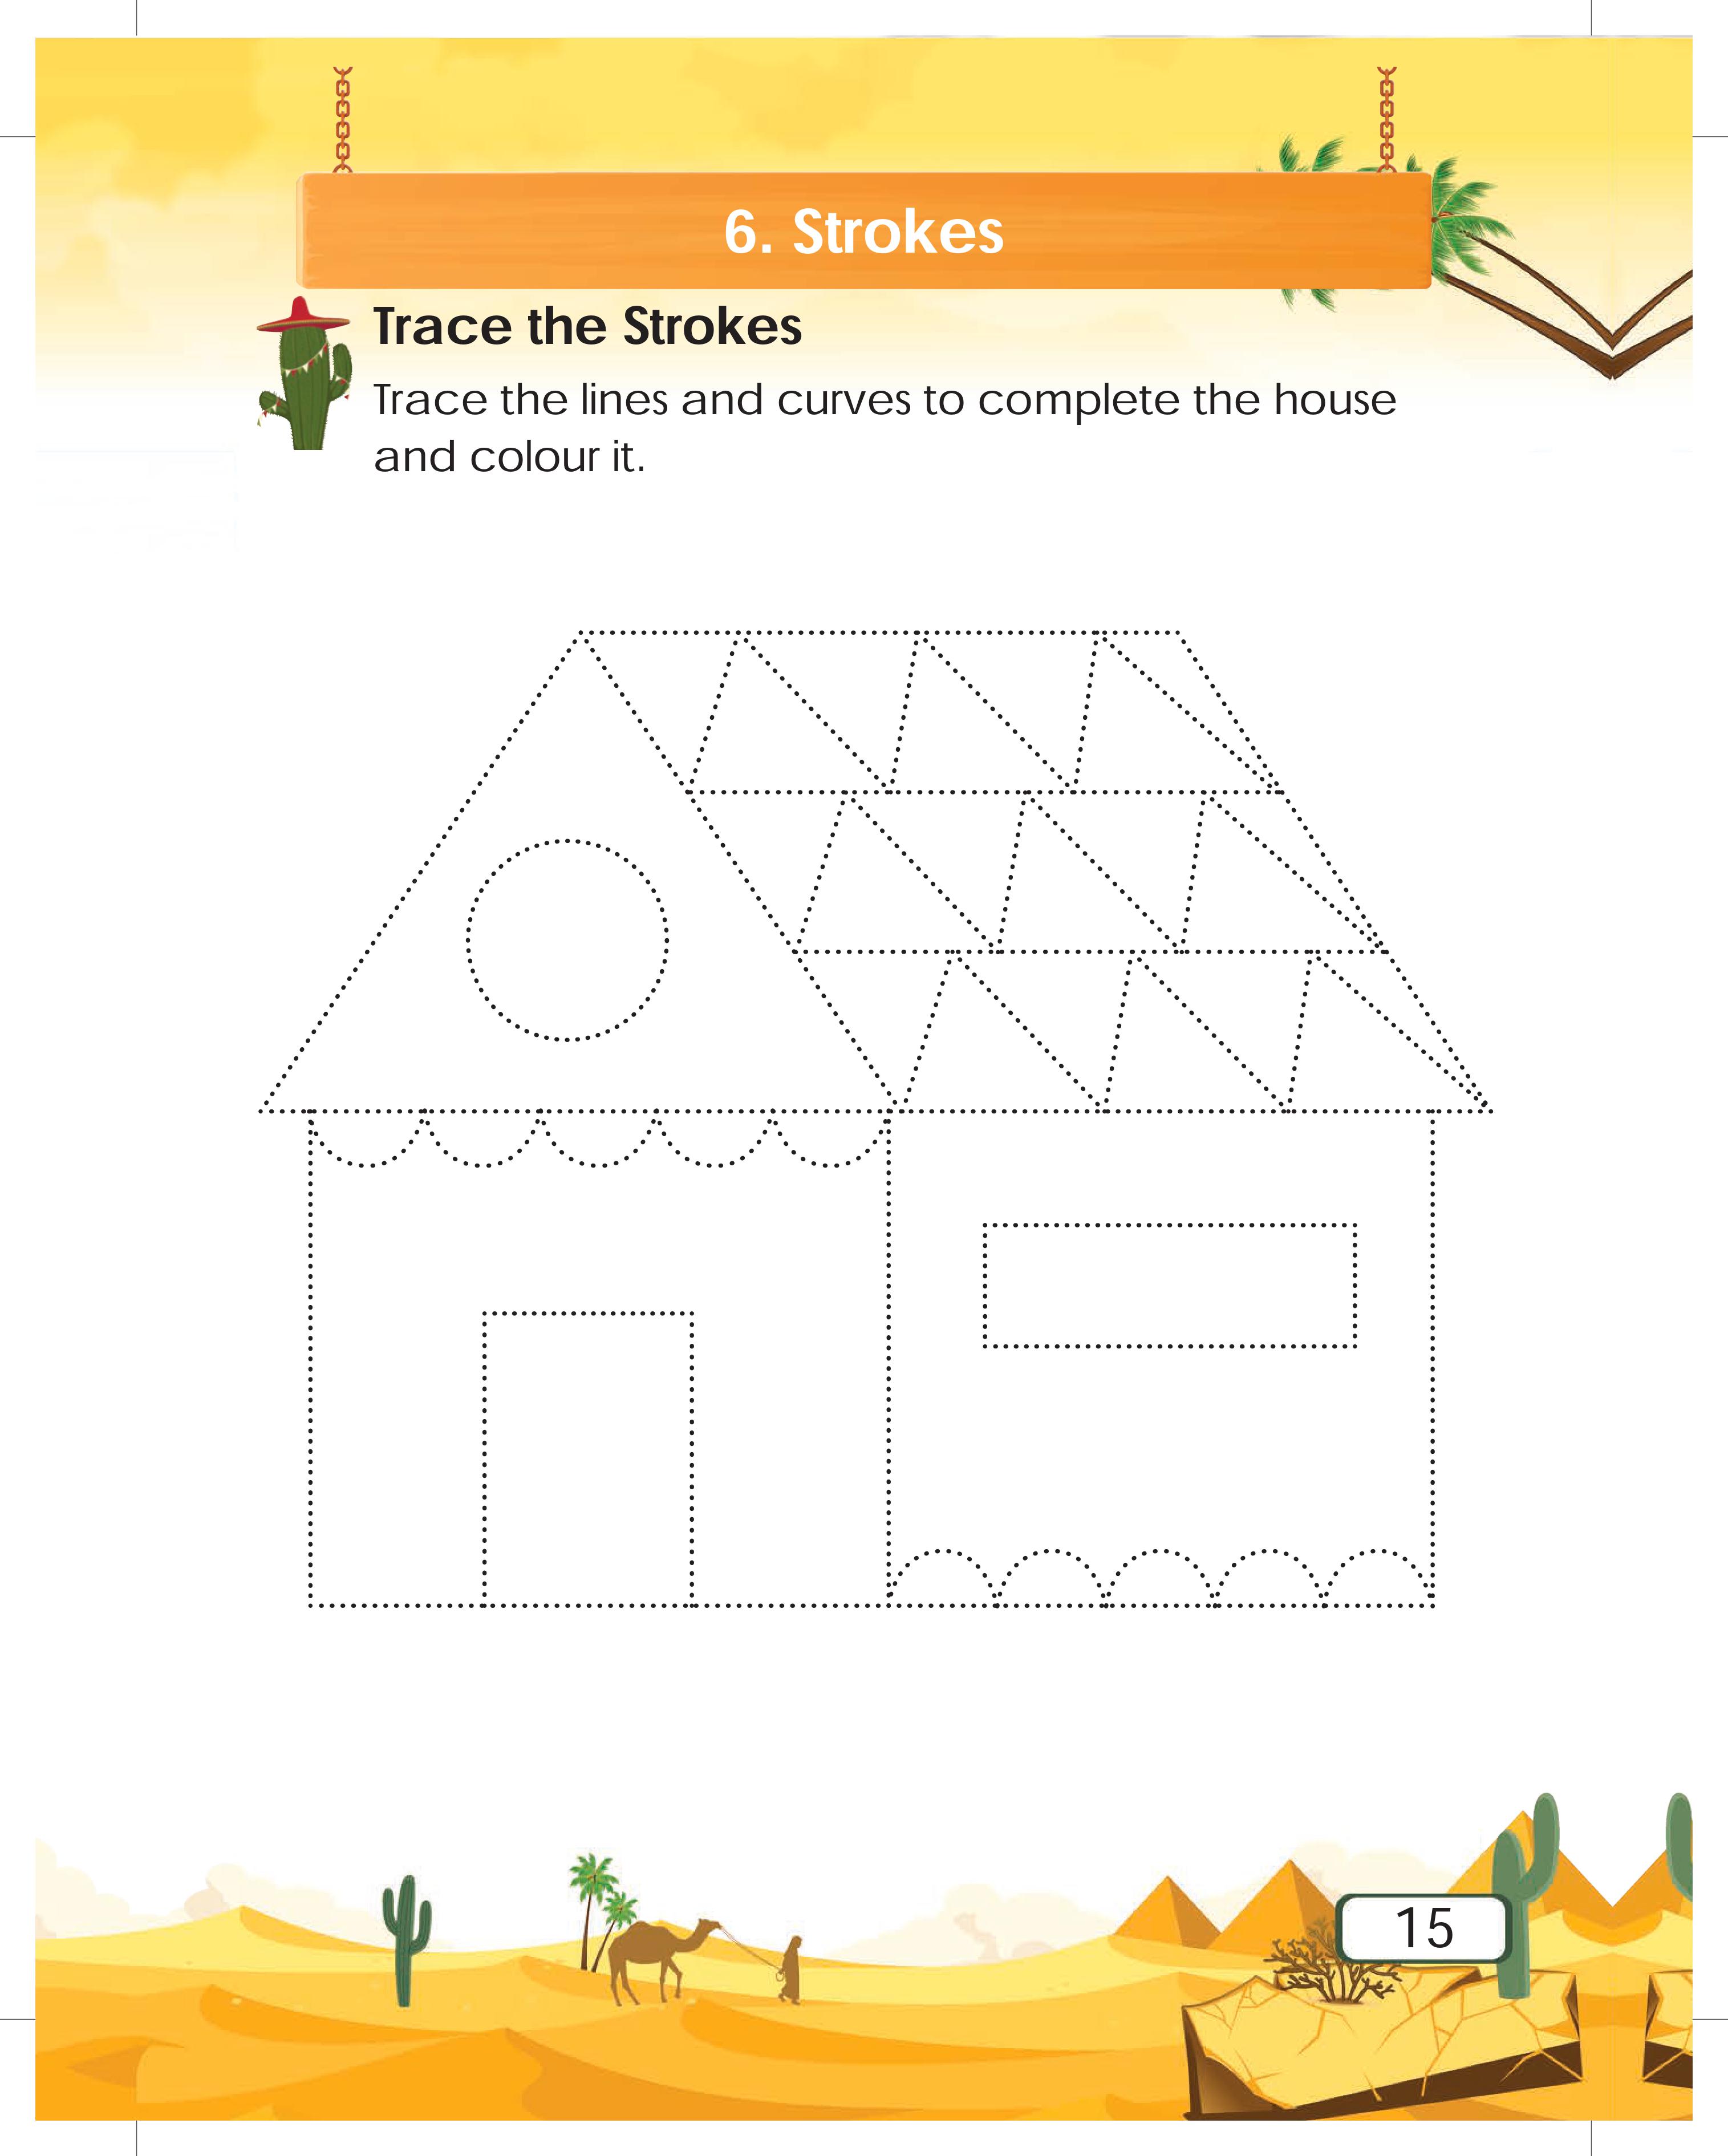 6. Strokes
Trace the Strokes
Trace the lines and curves to complete the house
and colour it.
15